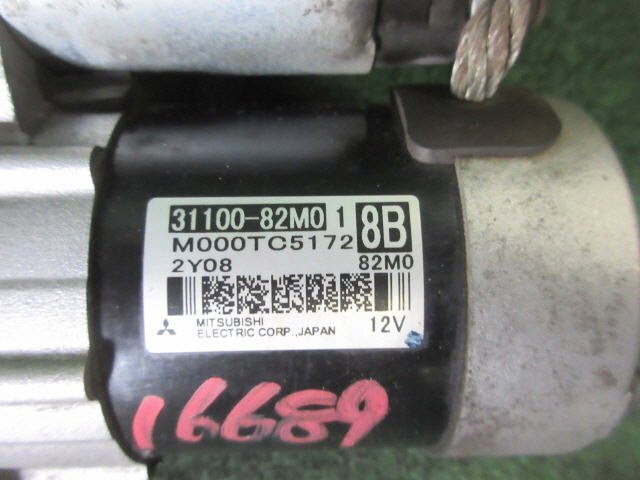 31100-82M0 1 8B
M000TC5172
2Y08 82M0
MITSUBISHI
ELECTRIC CORP.,JAPAN 12V
16689